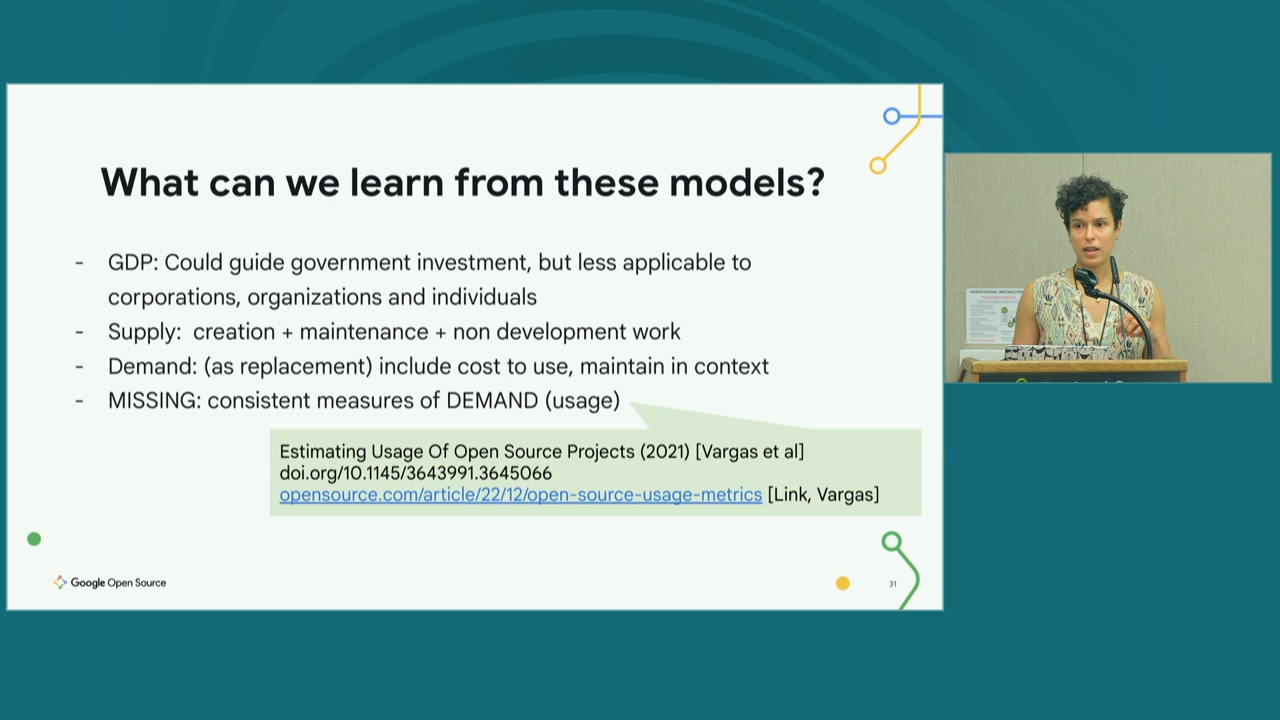 What can we learn from these models?
- GDP: Could guide government investment, but less applicable to
corporations, organizations and individuals
- Supply: creation + maintenance + non development work
- Demand: (as replacement) include cost to use, maintain in context
- MISSING: consistent measures of DEMAND (usage)
Estimating Usage Of Open Source Projects (2021) [Vargas et al]
doi.org/10.1145/3643991.3645066
opensource.com/article/22/12/open-source-usage-metrics [Link, Vargas]
Google Open Source
31